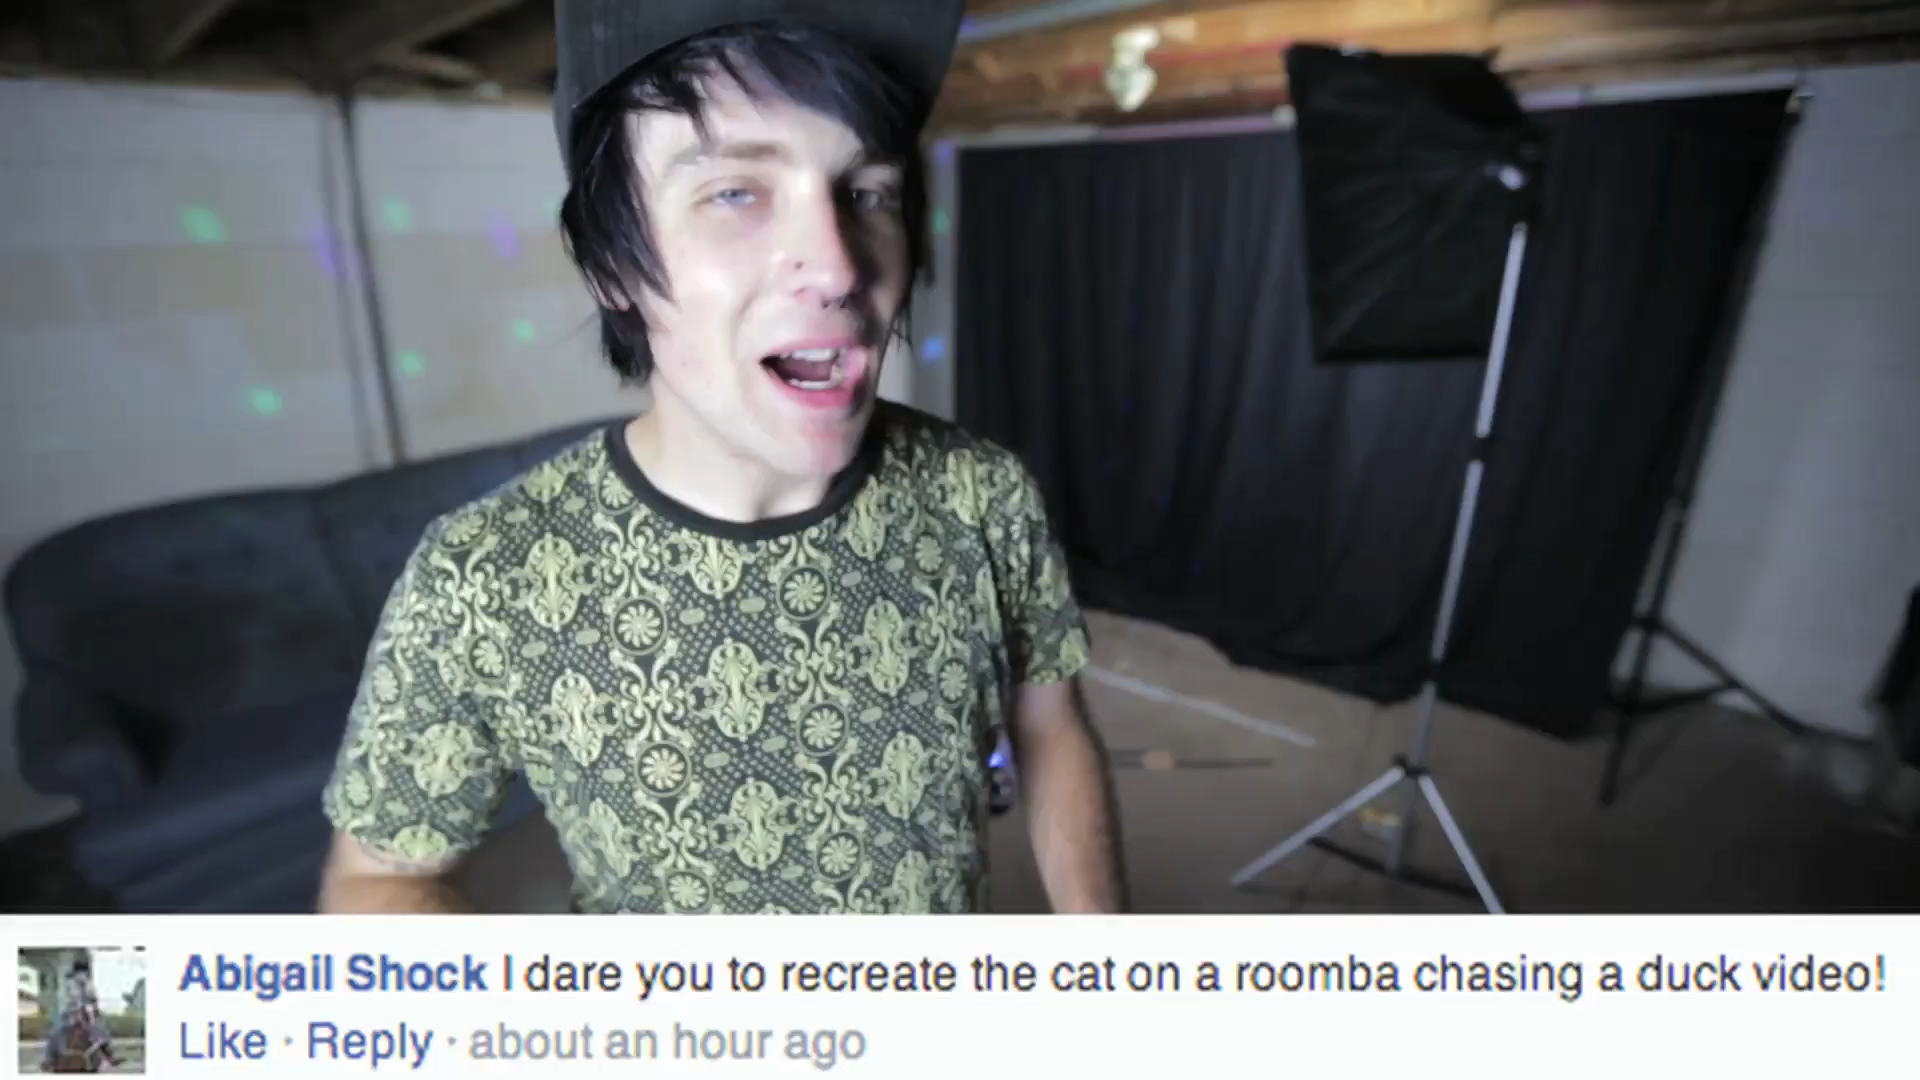 Abigail Shock I dare you to recreate the cat on a roomba chasing a duck video!
Like · Reply · about an hour ago